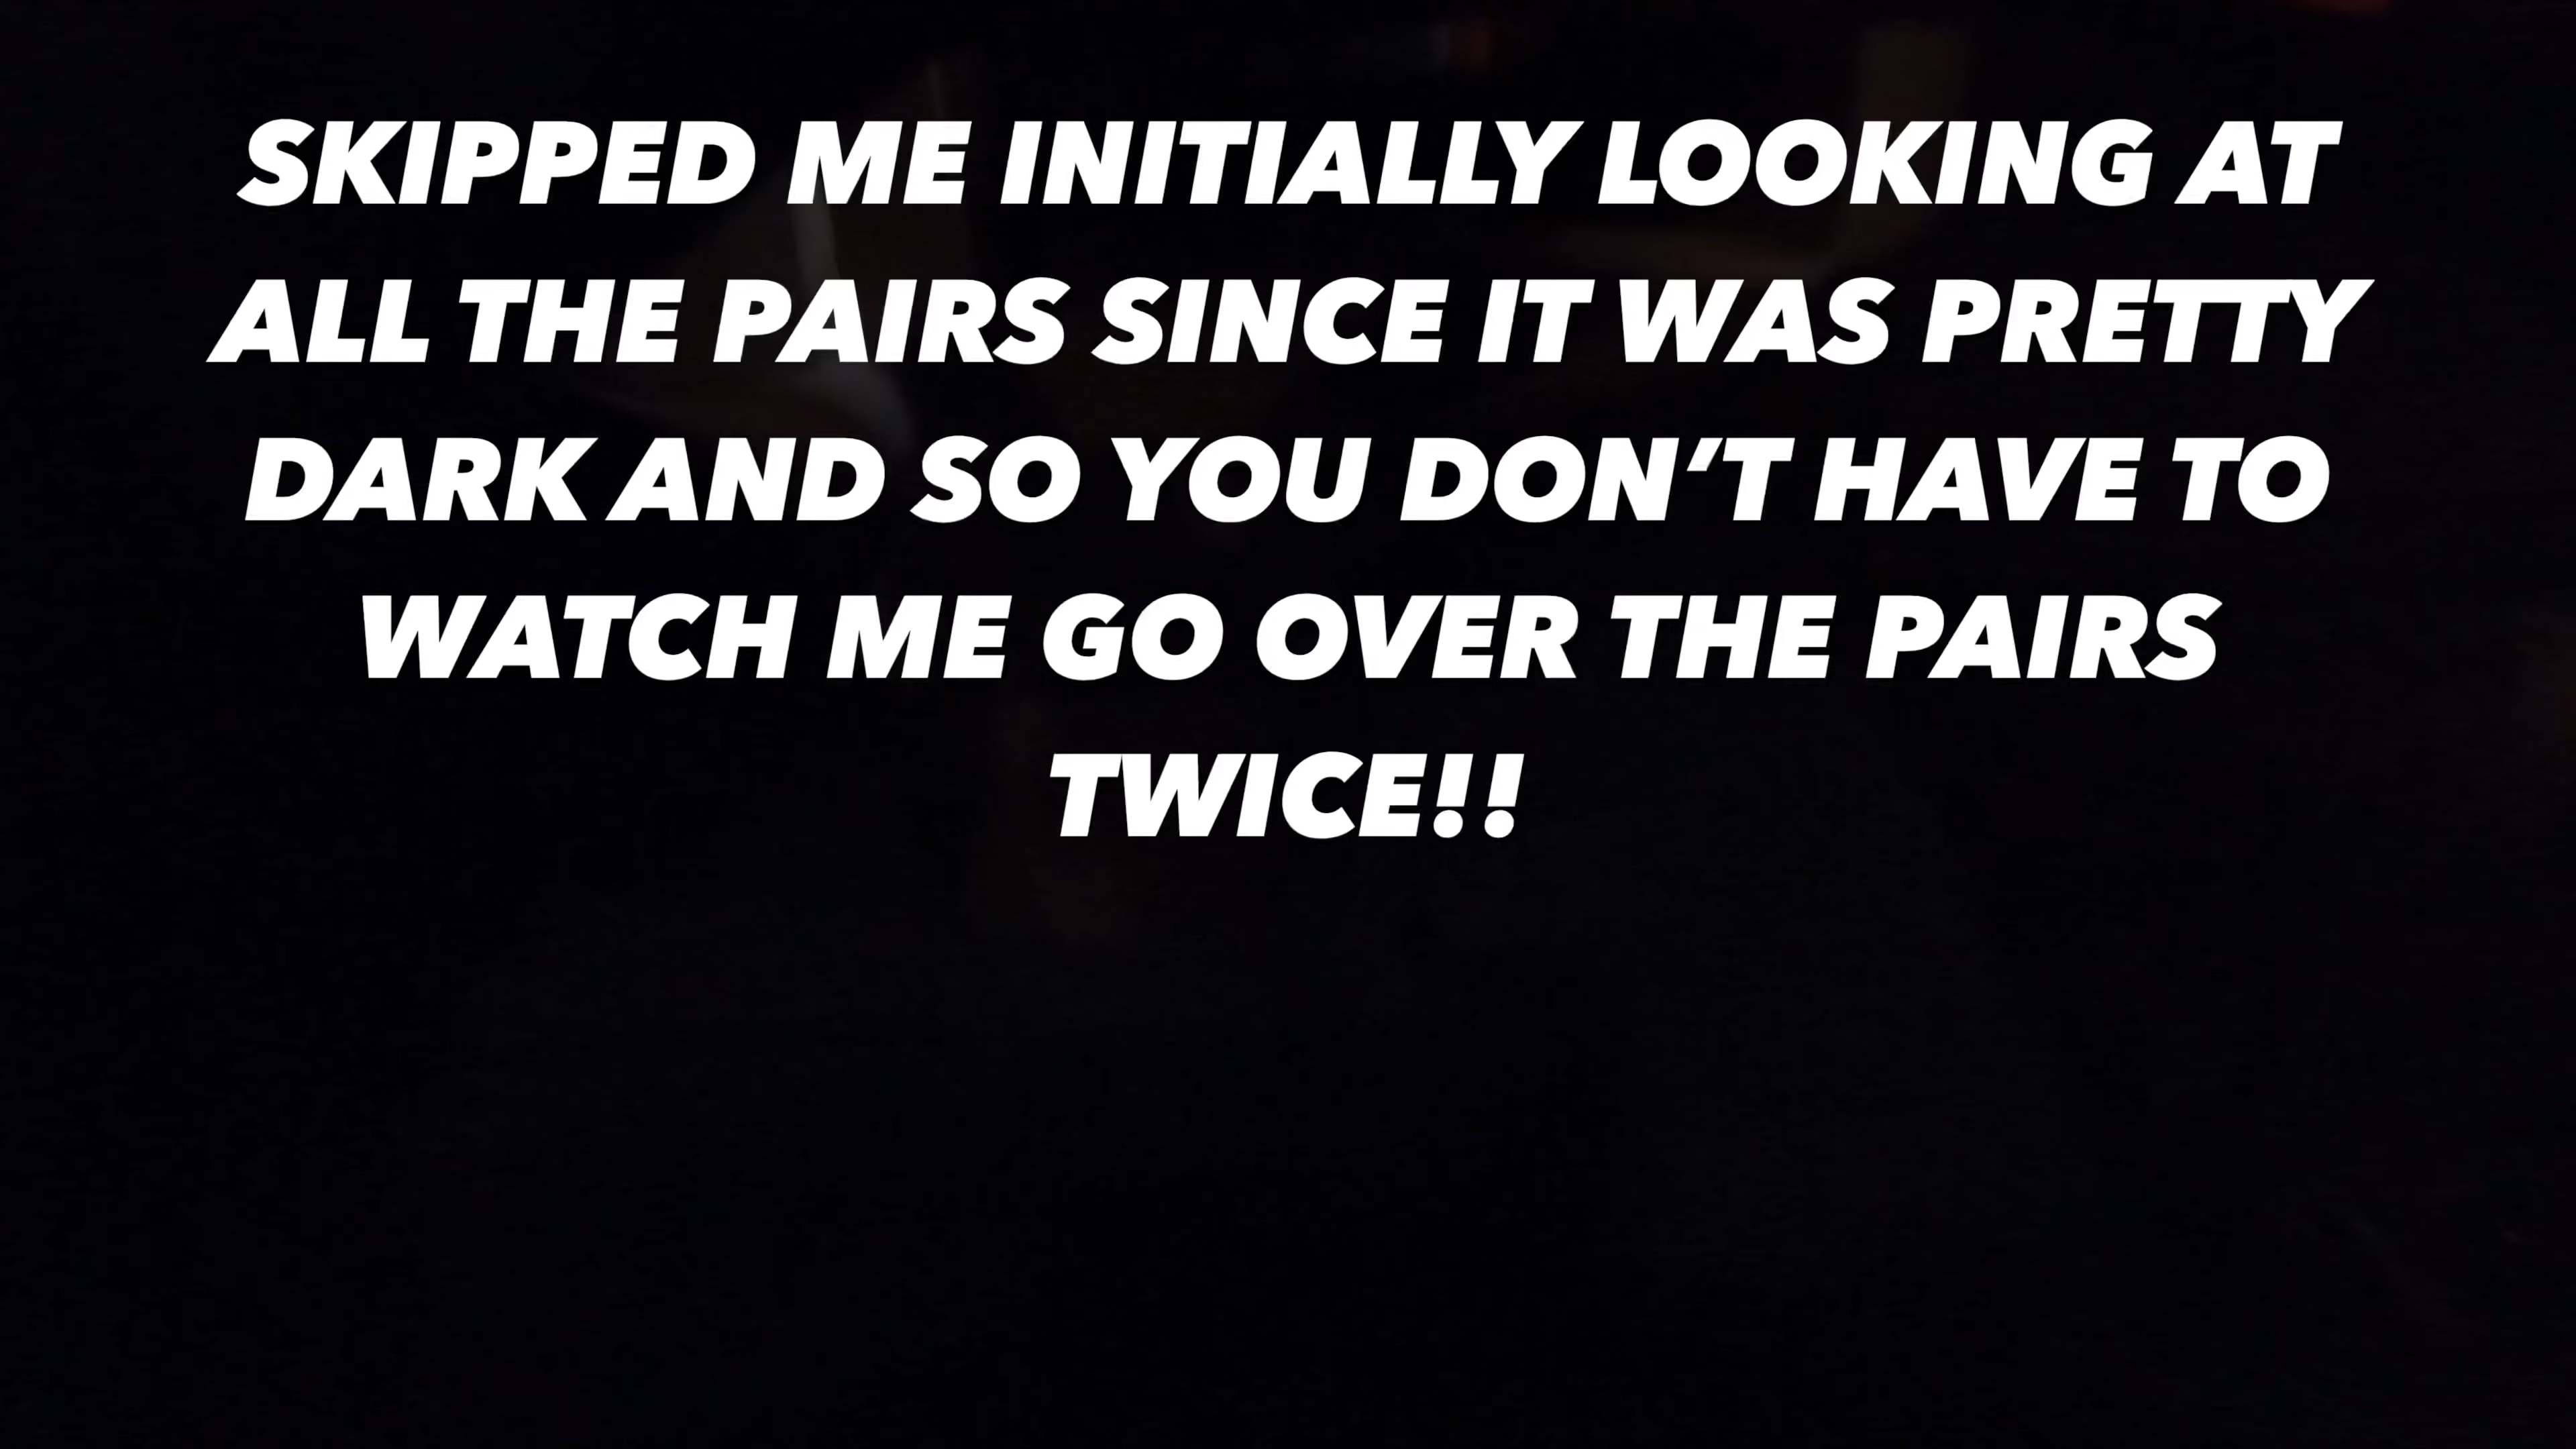 SKIPPED ME INITIALLY LOOKING AT
ALL THE PAIRS SINCE IT WAS PRETTY
DARK AND SO YOU DON’T HAVE TO
WATCH ME GO OVER THE PAIRS
TWICE!!